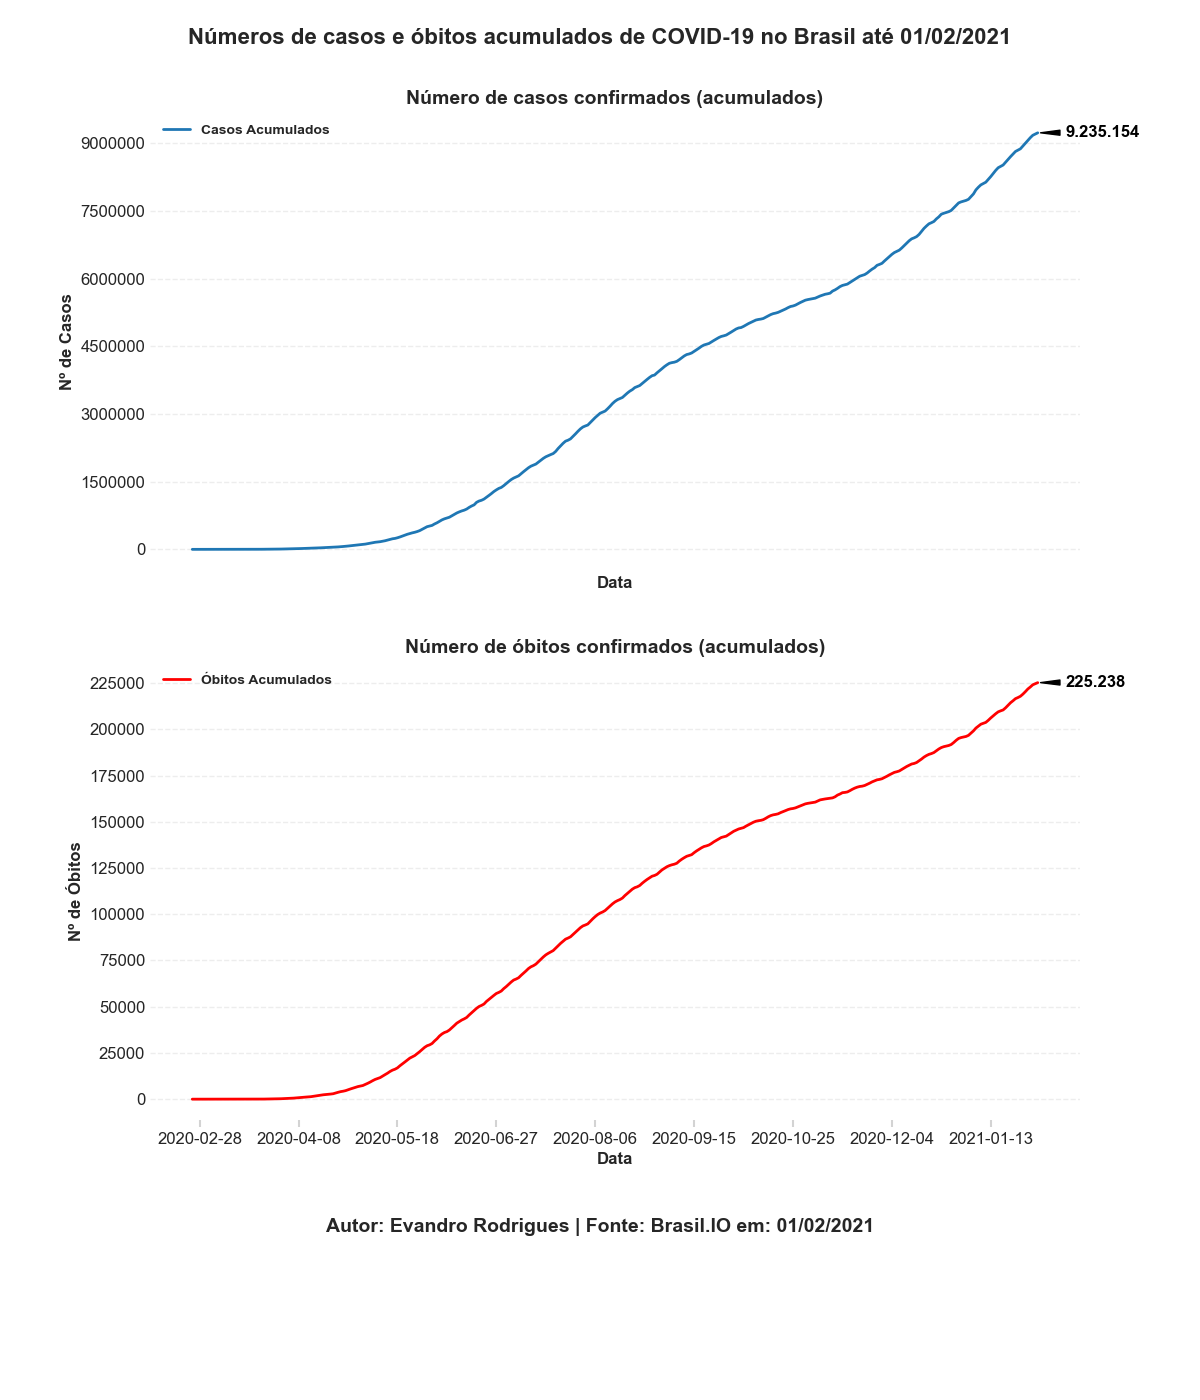 Números de casos e óbitos acumulados de COVID-19 no Brasil até 01/02/2021
Número de casos confirmados (acumulados)
Casos Acumulados
9.235.154
9000000
7500000
6000000
4500000
3000000
1500000
0
Nº de Casos
Data
Número de óbitos confirmados (acumulados)
Óbitos Acumulados
225.238
225000
200000
175000
150000
125000
100000
75000
50000
25000
0
Nº de Óbitos
2020-02-28 2020-04-08 2020-05-18 2020-06-27 2020-08-06 2020-09-15 2020-10-25 2020-12-04 2021-01-13
Data
Autor: Evandro Rodrigues | Fonte: Brasil.IO em: 01/02/2021